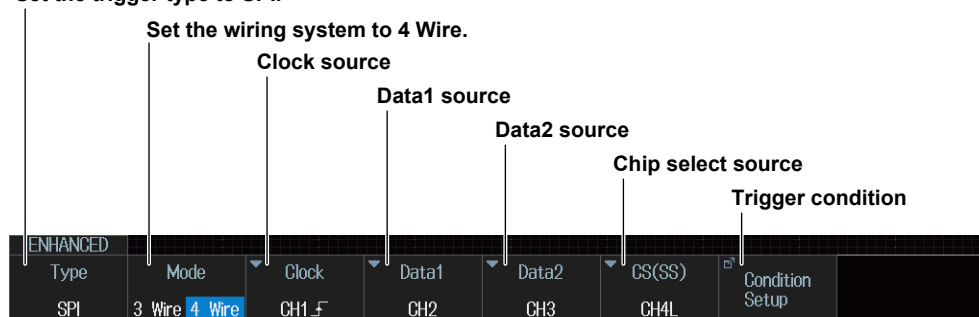 Set the trigger type to SPI.
Set the wiring system to 4 Wire.
Clock source
Data1 source
Data2 source
Chip select source
Trigger condition
ENHANCED
Type Mode Clock Data1 Data2 CS(SS) Condition Setup
SPI 3 Wire 4 Wire CH1 CH2 CH3 CH4L